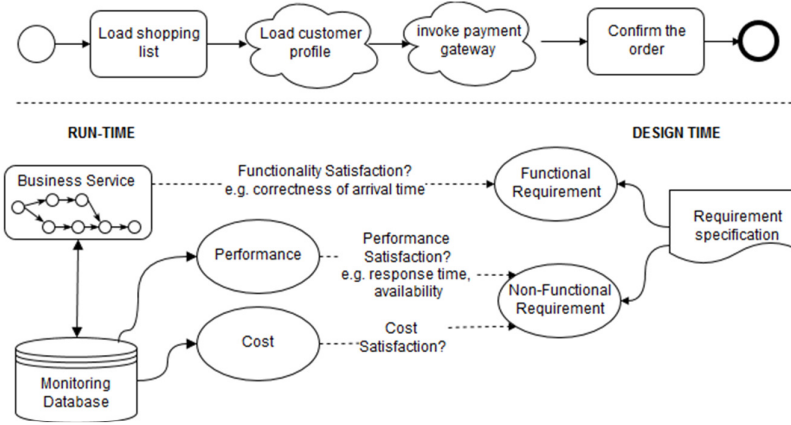 Load shopping
list
Load customer
profile
invoke payment
gateway
Confirm the
order
RUN-TIME
DESIGN TIME
Business Service
Functionality Satisfaction?
e.g. correctness of arrival time
Functional
Requirement
Requirement
specification
Performance
Performance
Satisfaction?
e.g. response time,
availability
Non-Functional
Requirement
Cost
Cost
Satisfaction?
Monitoring
Database